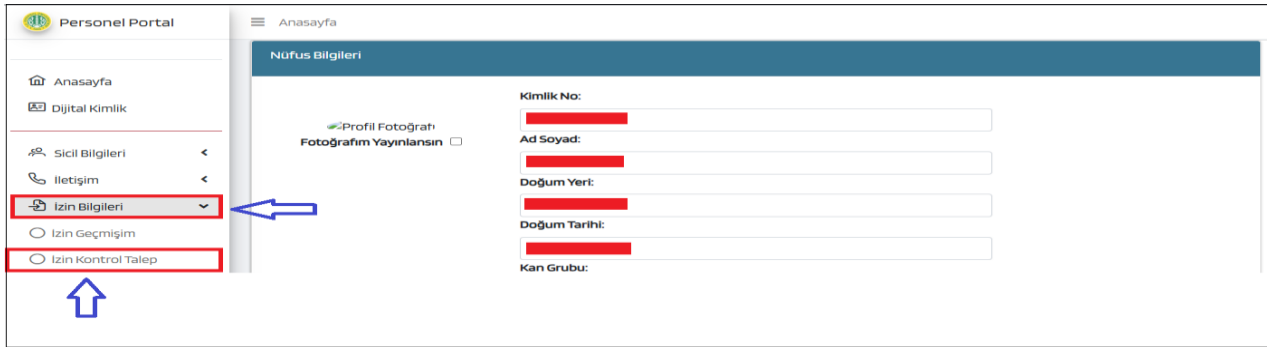 Personel Portal
Anasayfa
Nüfus Bilgileri
Anasayfa
Dijital Kimlik
Sicil Bilgileri
İletişim
İzin Bilgileri
İzin Geçmişim
İzin Kontrol Talep
Profil Fotoğrafı
Fotoğrafım Yayınlansın
Kimlik No:
Ad Soyad:
Doğum Yeri:
Doğum Tarihi:
Kan Grubu: